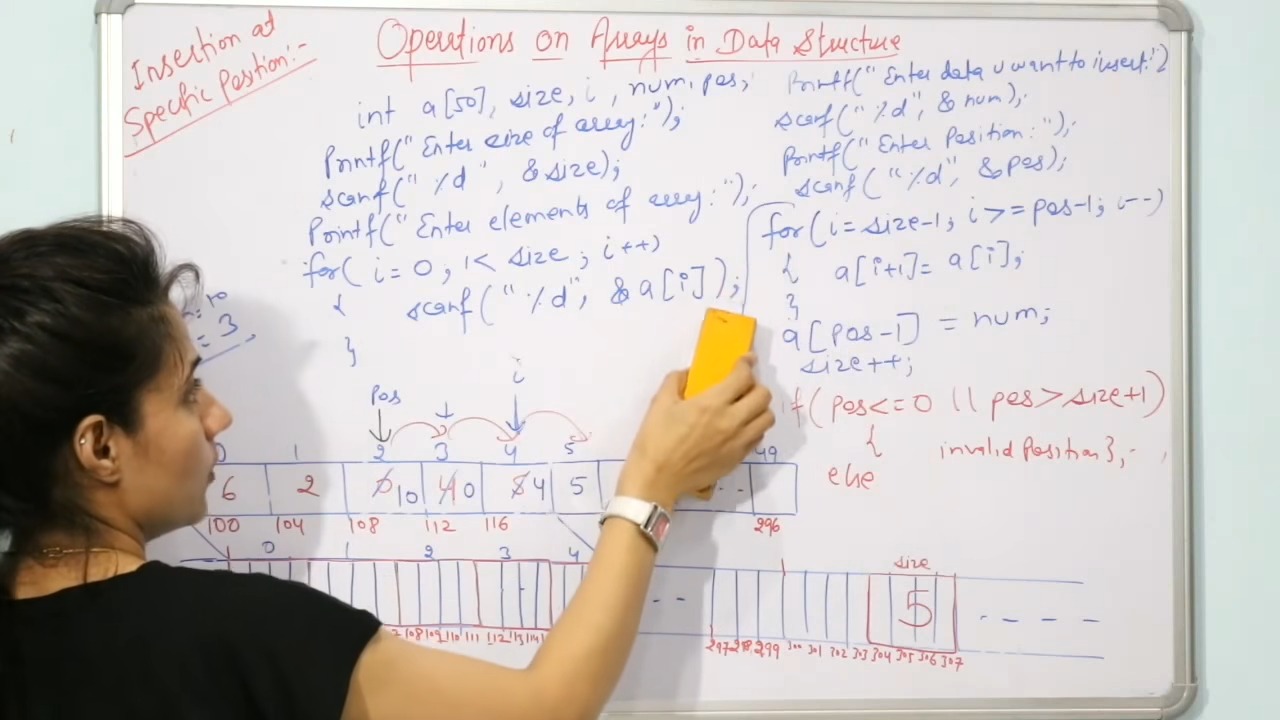 Insertion at
Specific Position:-
Operations on Arrays in Data Structure
int a[50], size, i, num, pos;
Printf("Enter size of array:");
scanf("%d", &size);
Printf("Enter elements of array:");
for( i=0, i< size; i++)
{ scanf("%d", &a[i]);
}
Printf("Enter data u want to insert:")
scanf("%d", & num);
Printf("Enter Position:");
scanf("%d", &pos);
for(i=size-1; i>=pos-1; i--)
{ a[i+1]= a[i];
}
a[pos-1] = num;
size++;
if( pos<=0 || pos>size+1)
{ invalid Position},
else
= 3
i
Pos
0 1 2 3 4 5 49
6 2 6 10 4 0 8 4 5 - -
100 104 108 112 116 296
0 1 2 3 4 size
- - 5 - - - -
108 109 110 111 112 113 114 297 298 299 300 301 302 303 304 305 306 307